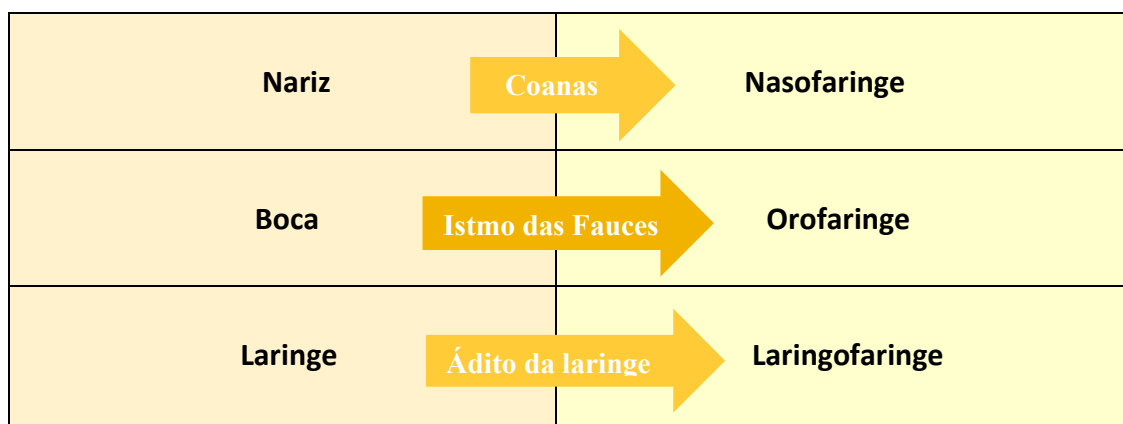 Nariz Coanas Nasofaringe
Boca Istmo das Fauces Orofaringe
Laringe Ádito da laringe Laringofaringe